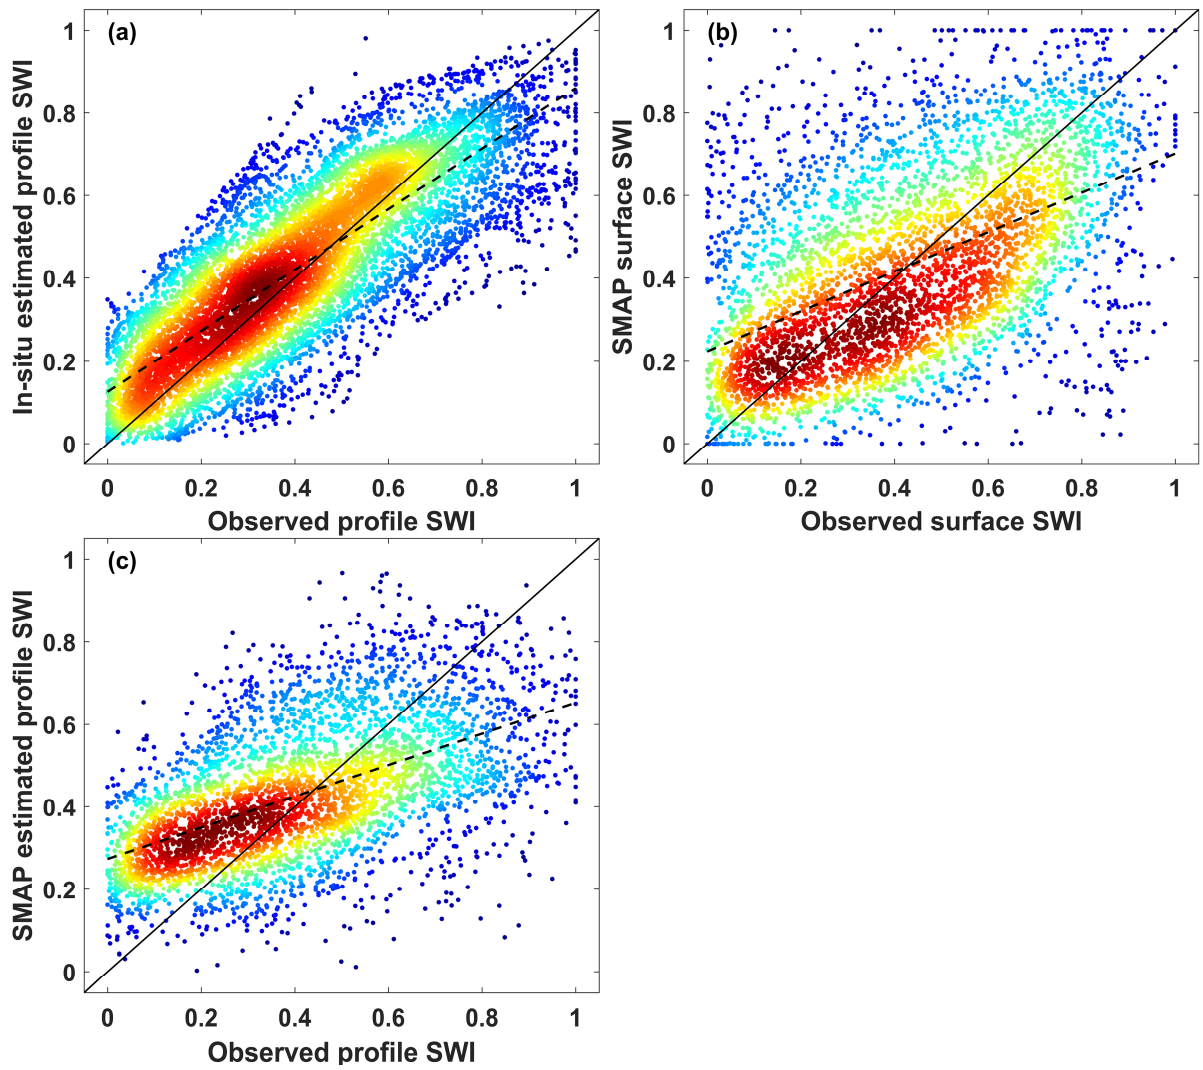 (a)
In-situ estimated profile SWI
1
0.8
0.6
0.4
0.2
0
0 0.2 0.4 0.6 0.8 1
Observed profile SWI
(b)
SMAP surface SWI
1
0.8
0.6
0.4
0.2
0
0 0.2 0.4 0.6 0.8 1
Observed surface SWI
(c)
SMAP estimated profile SWI
1
0.8
0.6
0.4
0.2
0
0 0.2 0.4 0.6 0.8 1
Observed profile SWI